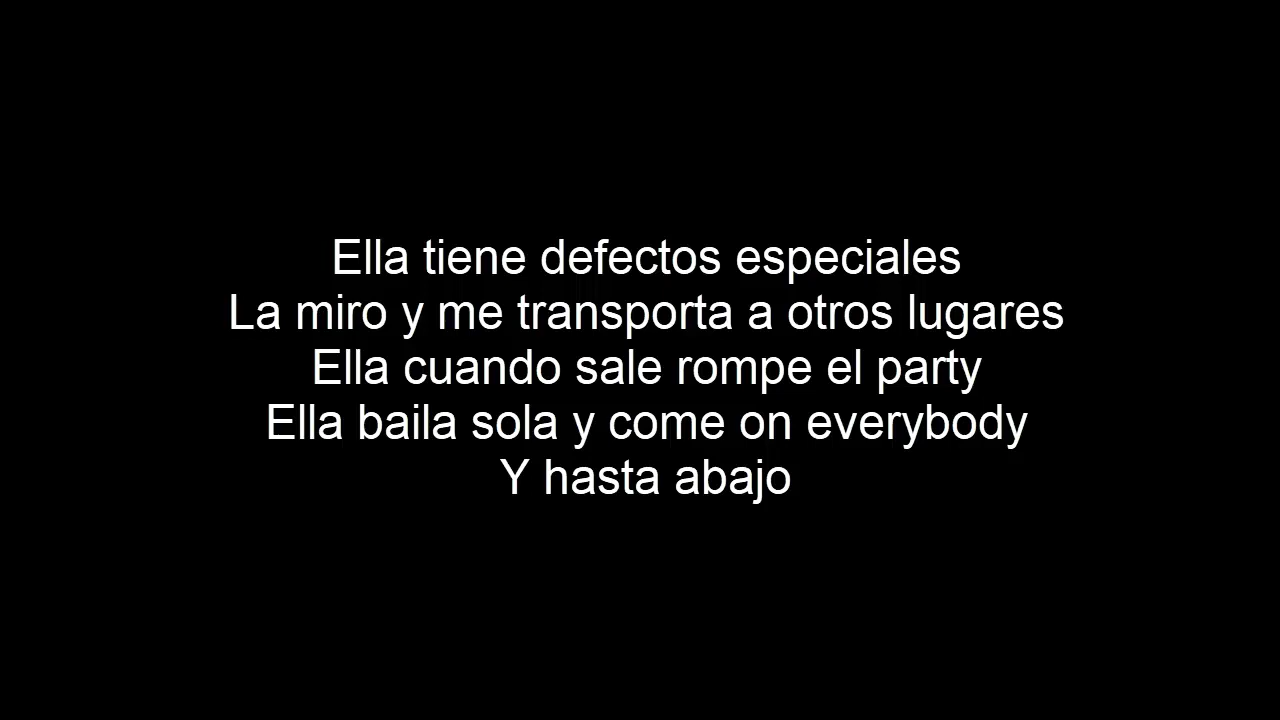 Ella tiene defectos especiales
La miro y me transporta a otros lugares
Ella cuando sale rompe el party
Ella baila sola y come on everybody
Y hasta abajo